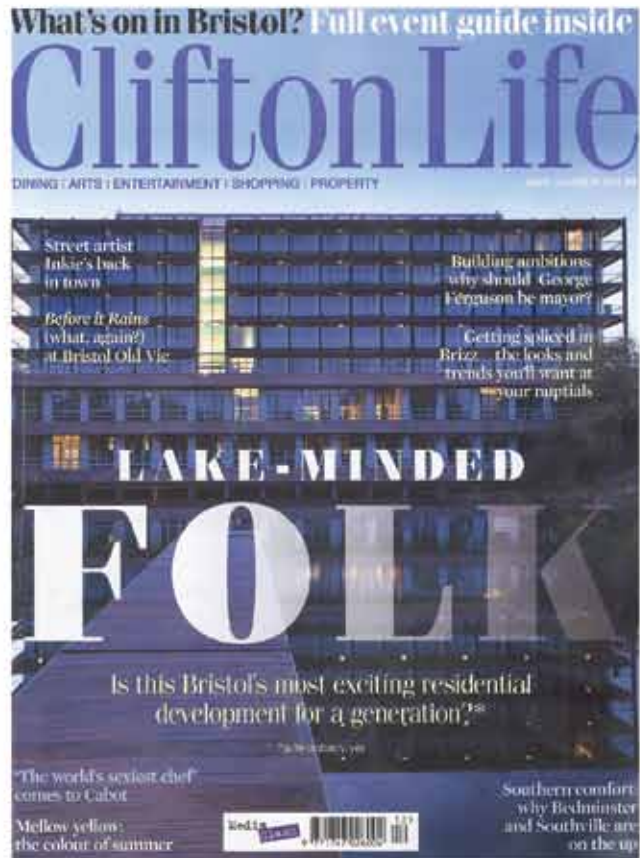 What's on in Bristol? Full event guide inside
Clifton Life
DINING | ARTS | ENTERTAINMENT | SHOPPING | PROPERTY
Street artist
Inkie's back
in town
Before it Rains
(what, again?)
at Bristol Old Vic
Building ambitions:
why should George
Ferguson be mayor?
Getting spliced in
Brizz – the looks and
trends you'll want at
your nuptials
LAKE-MINDED
FOLK
Is this Bristol's most exciting residential
development for a generation?*
'The world's sexiest chef'
comes to Cabot
Mellow yellow:
the colour of summer
Southern comfort:
why Bedminster
and Southville are
on the up
Media